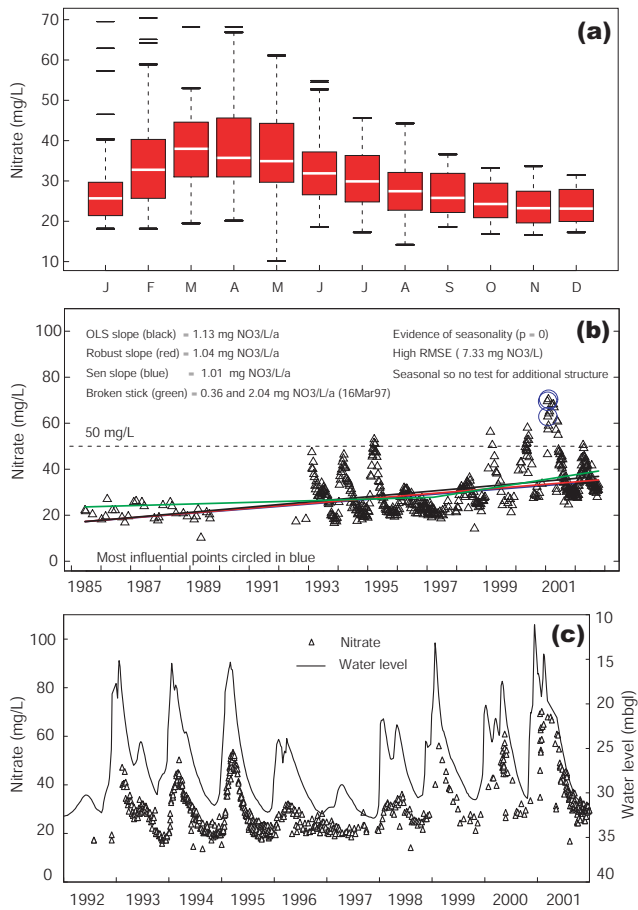 (a)
70
60
50
40
30
20
10
Nitrate (mg/L)
J F M A M J J A S O N D
(b)
100
80
60
40
20
0
Nitrate (mg/L)
OLS slope (black) = 1.13 mg NO3/L/a
Robust slope (red) = 1.04 mg NO3/L/a
Sen slope (blue) = 1.01 mg NO3/L/a
Broken stick (green) = 0.36 and 2.04 mg NO3/L/a (16Mar97)
Evidence of seasonality (p = 0)
High RMSE ( 7.33 mg NO3/L)
Seasonal so no test for additional structure
50 mg/L
Most influential points circled in blue
1985 1987 1989 1991 1993 1995 1997 1999 2001
(c)
100
80
60
40
20
0
Nitrate (mg/L)
Nitrate
Water level
10
15
20
25
30
35
40
Water level (mbgl)
1992 1993 1994 1995 1996 1997 1998 1999 2000 2001